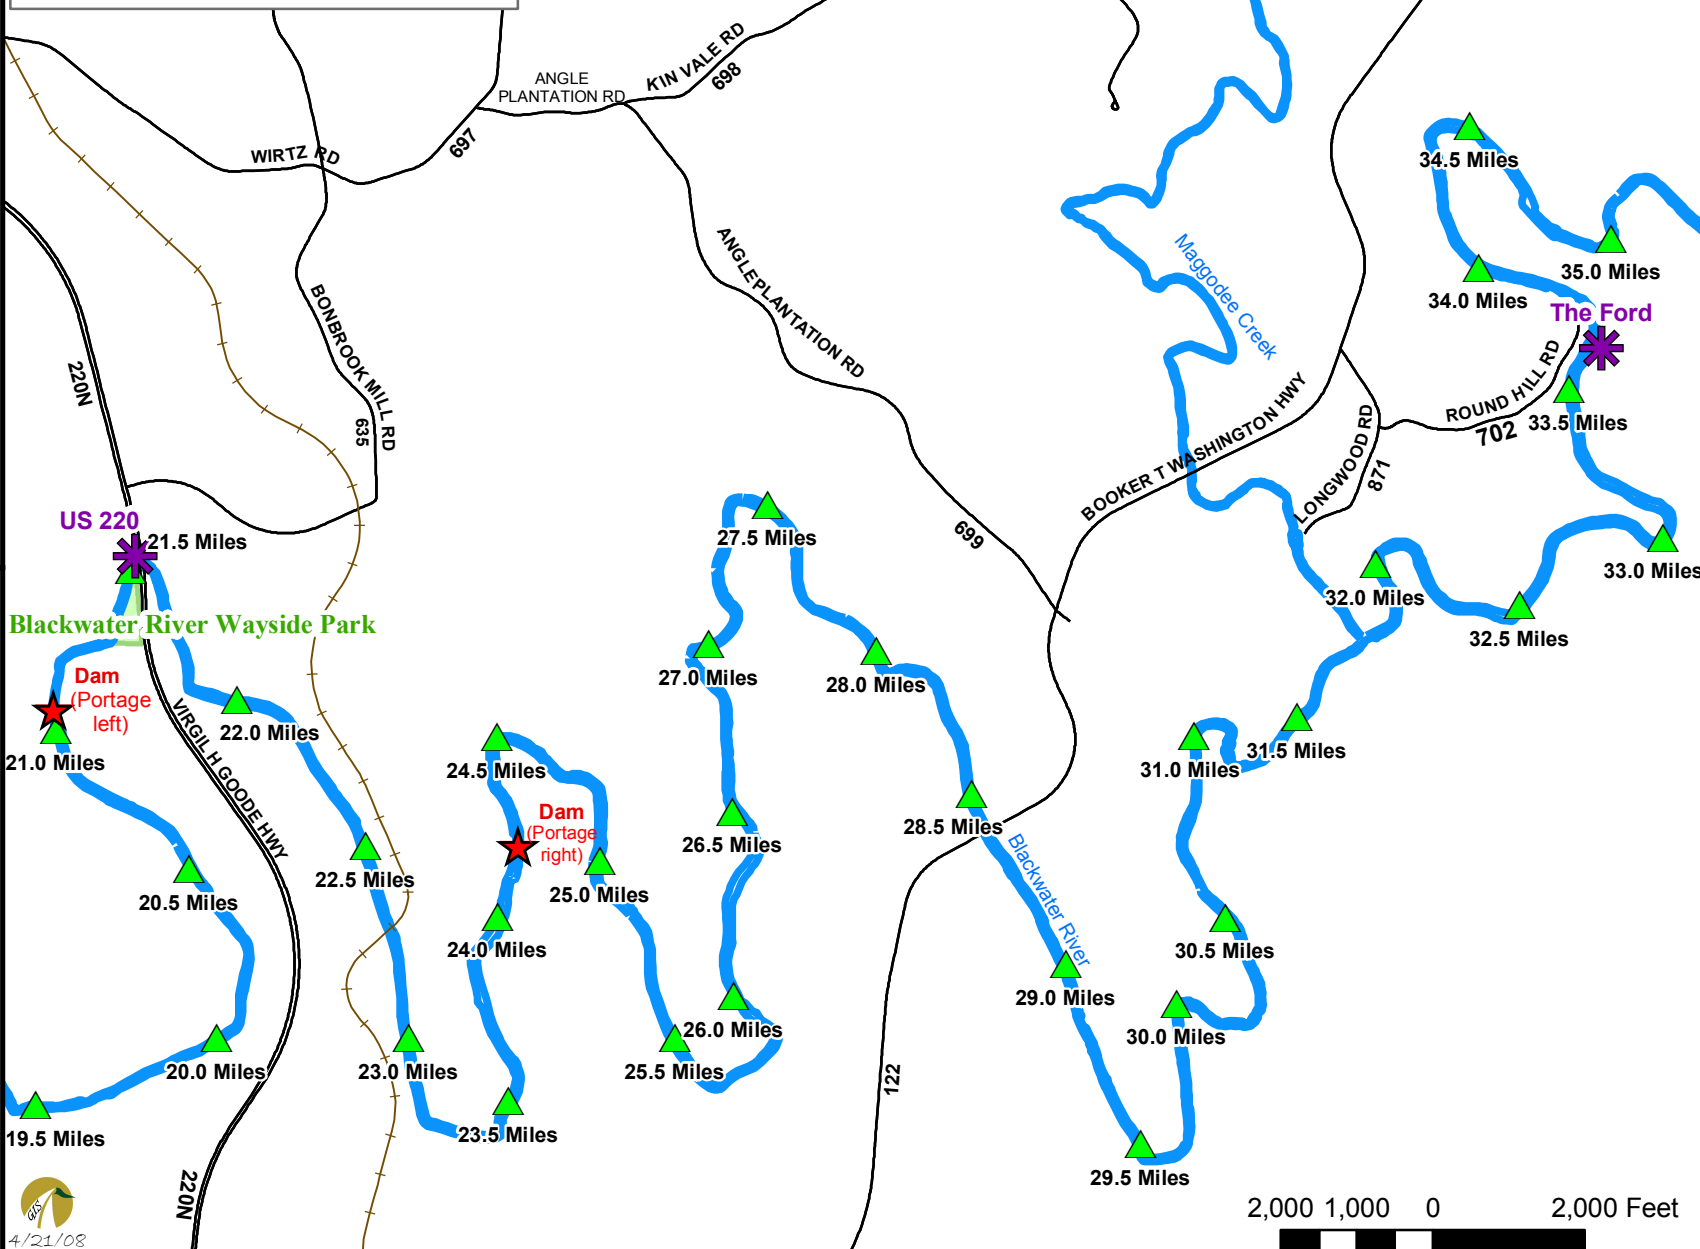 ANGLE
PLANTATION RD
KIN VALE RD
698
697
WIRTZ RD
34.5 Miles
ANGLE PLANTATION RD
Maggodee Creek
35.0 Miles
34.0 Miles
The Ford
BONBROOK MILL RD
635
220N
ROUND HILL RD
702
33.5 Miles
BOOKER T WASHINGTON HWY
LONGWOOD RD
871
US 220
21.5 Miles
27.5 Miles
699
33.0 Miles
32.0 Miles
32.5 Miles
Blackwater River Wayside Park
Dam
(Portage
left)
27.0 Miles
28.0 Miles
22.0 Miles
VIRGIL H GOODE HWY
21.0 Miles
24.5 Miles
31.0 Miles
31.5 Miles
Dam
(Portage
right)
28.5 Miles
26.5 Miles
Blackwater River
22.5 Miles
25.0 Miles
20.5 Miles
24.0 Miles
30.5 Miles
29.0 Miles
26.0 Miles
30.0 Miles
20.0 Miles
23.0 Miles
25.5 Miles
122
19.5 Miles
23.5 Miles
29.5 Miles
220N
GIS
4/21/08
2,000 1,000 0 2,000 Feet